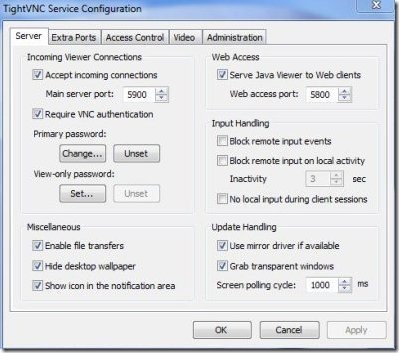 TightVNC Service Configuration
Server
Extra Ports
Access Control
Video
Administration
Incoming Viewer Connections
Accept incoming connections
Main server port: 5900
Require VNC authentication
Primary password:
Change... Unset
View-only password:
Set... Unset
Web Access
Serve Java Viewer to Web clients
Web access port: 5800
Input Handling
Block remote input events
Block remote input on local activity
Inactivity 3 sec
No local input during client sessions
Miscellaneous
Enable file transfers
Hide desktop wallpaper
Show icon in the notification area
Update Handling
Use mirror driver if available
Grab transparent windows
Screen polling cycle: 1000 ms
OK Cancel Apply